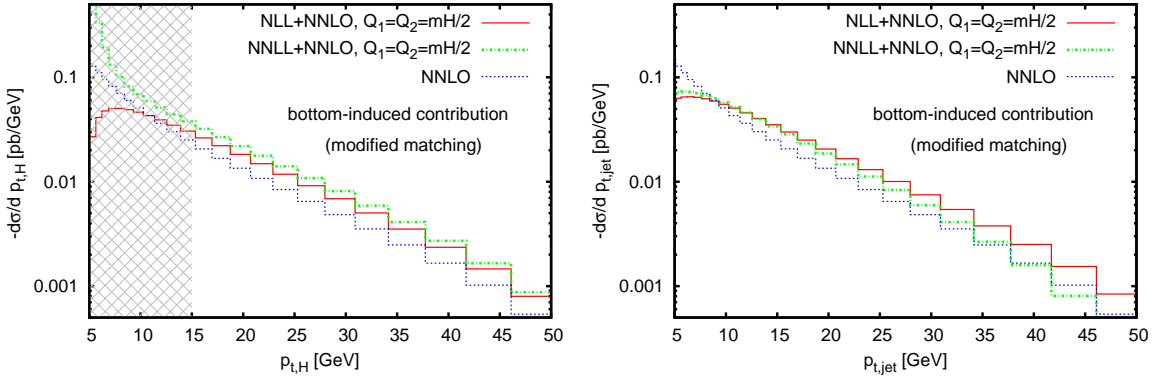 NLL+NNLO, Q₁=Q₂=mH/2
NNLL+NNLO, Q₁=Q₂=mH/2
NNLO
bottom-induced contribution
(modified matching)
-dσ/d pₜ,H [pb/GeV]
0.1
0.01
0.001
5 10 15 20 25 30 35 40 45 50
pₜ,H [GeV]
NLL+NNLO, Q₁=Q₂=mH/2
NNLL+NNLO, Q₁=Q₂=mH/2
NNLO
bottom-induced contribution
(modified matching)
-dσ/d pₜ,jet [pb/GeV]
0.1
0.01
0.001
5 10 15 20 25 30 35 40 45 50
pₜ,jet [GeV]